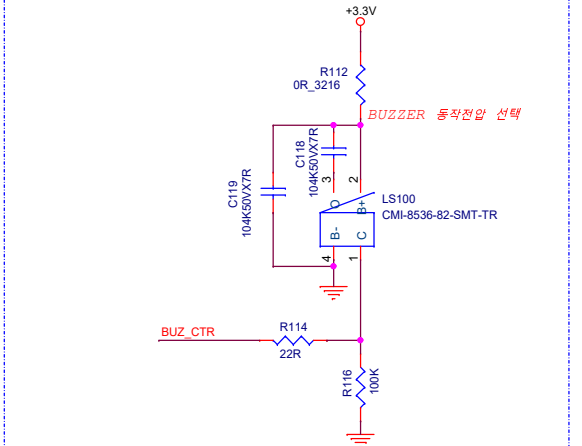 +3.3V
R112
0R_3216
BUZZER 동작전압 선택
C118
104K50VX7R
C119
104K50VX7R
3
2
O
B+
LS100
CMI-8536-82-SMT-TR
B-
C
4
1
BUZ_CTR
R114
22R
R116
100K